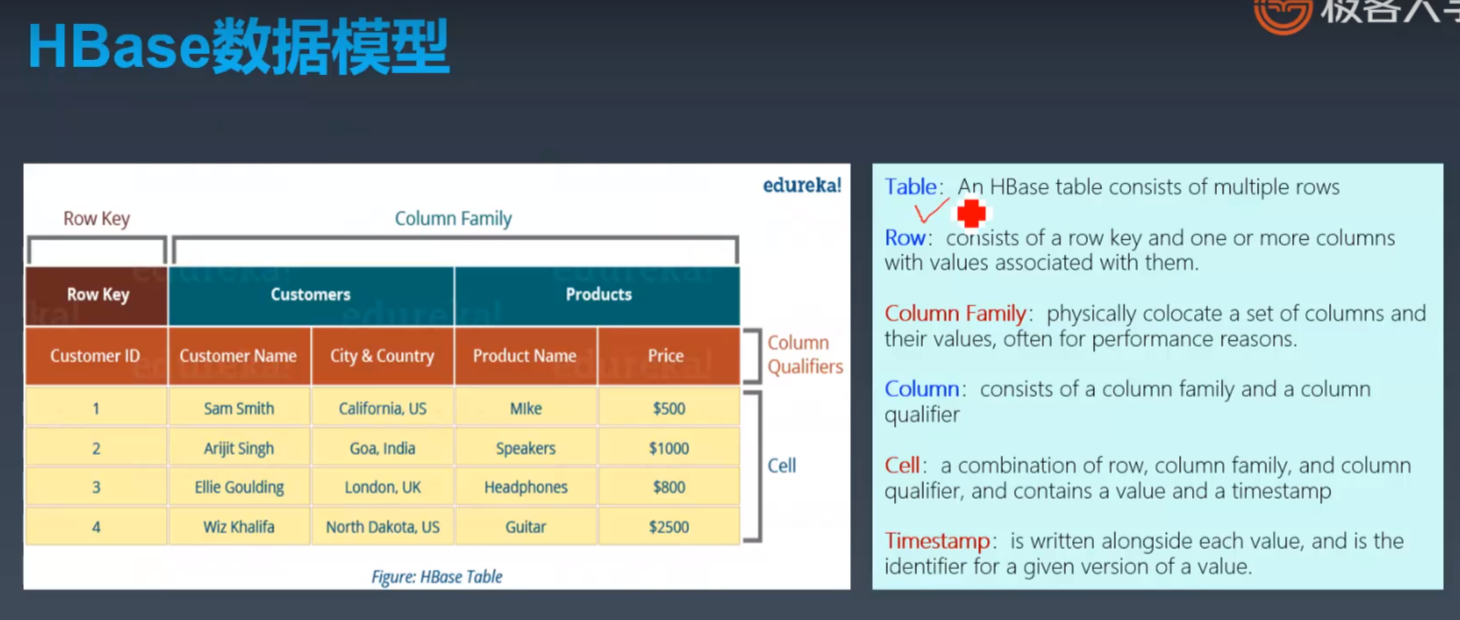 HBase数据模型
极客大学
edureka!
Row Key
Column Family
Row Key
Customers
Products
Customer ID
Customer Name
City & Country
Product Name
Price
Column
Qualifiers
1
Sam Smith
California, US
MIke
$500
2
Arijit Singh
Goa, India
Speakers
$1000
3
Ellie Goulding
London, UK
Headphones
$800
4
Wiz Khalifa
North Dakota, US
Guitar
$2500
Cell
Figure: HBase Table
Table: An HBase table consists of multiple rows
Row: consists of a row key and one or more columns
with values associated with them.
Column Family: physically colocate a set of columns and
their values, often for performance reasons.
Column: consists of a column family and a column
qualifier
Cell: a combination of row, column family, and column
qualifier, and contains a value and a timestamp
Timestamp: is written alongside each value, and is the
identifier for a given version of a value.